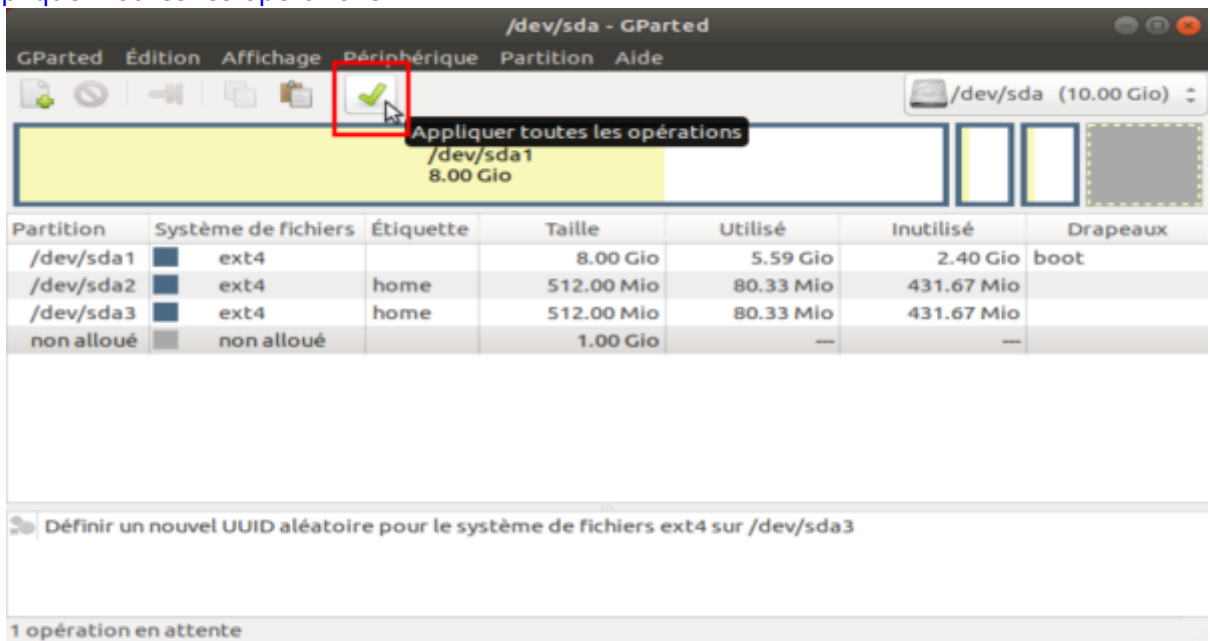 /dev/sda - GParted
GParted Édition Affichage Périphérique Partition Aide
/dev/sda (10.00 Gio)
Appliquer toutes les opérations
/dev/sda1
8.00 Gio
Partition Système de fichiers Étiquette Taille Utilisé Inutilisé Drapeaux
/dev/sda1 ext4 8.00 Gio 5.59 Gio 2.40 Gio boot
/dev/sda2 ext4 home 512.00 Mio 80.33 Mio 431.67 Mio
/dev/sda3 ext4 home 512.00 Mio 80.33 Mio 431.67 Mio
non alloué non alloué 1.00 Gio --- ---
Définir un nouvel UUID aléatoire pour le système de fichiers ext4 sur /dev/sda3
1 opération en attente